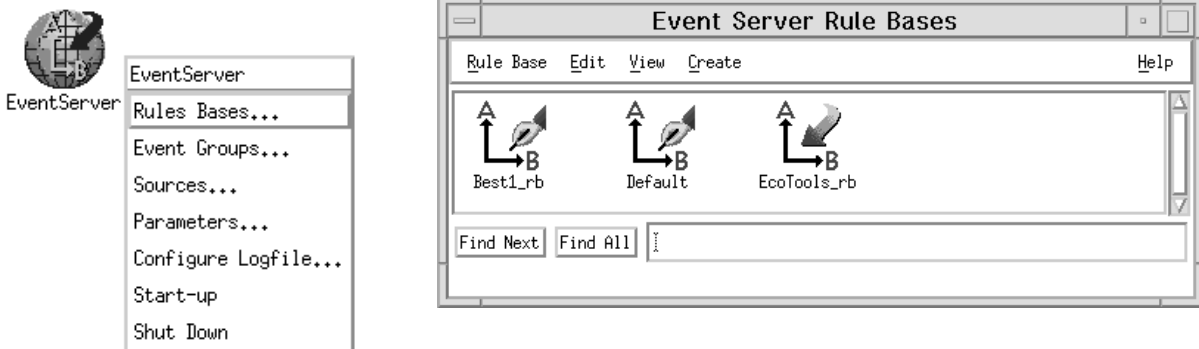 EventServer
EventServer
Rules Bases...
Event Groups...
Sources...
Parameters...
Configure Logfile...
Start-up
Shut Down
Event Server Rule Bases
Rule Base Edit View Create Help
A B A B A B
Best1_rb Default EcoTools_rb
Find Next Find All